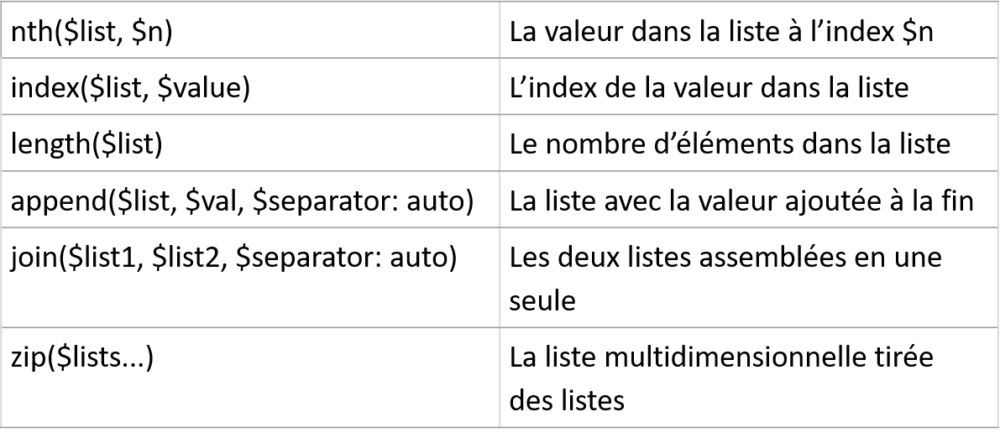 nth($list, $n)
La valeur dans la liste à l’index $n
index($list, $value)
L’index de la valeur dans la liste
length($list)
Le nombre d’éléments dans la liste
append($list, $val, $separator: auto)
La liste avec la valeur ajoutée à la fin
join($list1, $list2, $separator: auto)
Les deux listes assemblées en une
seule
zip($lists...)
La liste multidimensionnelle tirée
des listes